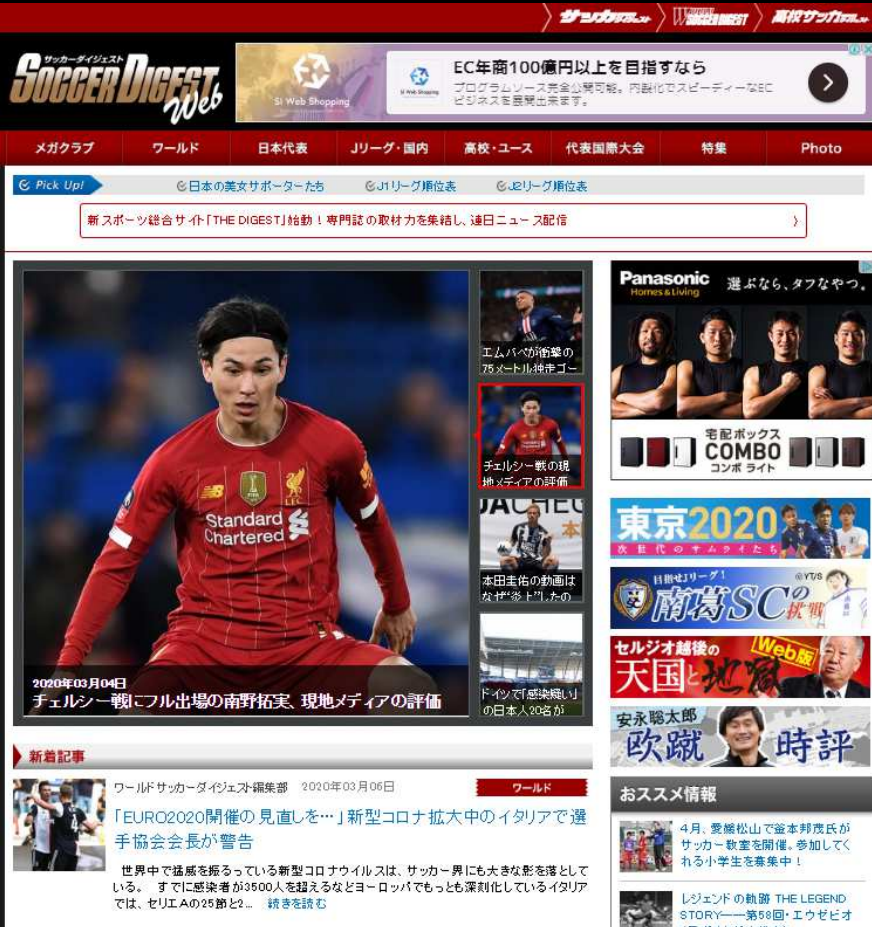 サッカーダイジェスト
SOCCER DIGEST Web
SI Web Shopping
EC年商100億円以上を目指すなら
プログラムソース完全公開可能。内製化でスピーディーなEC
ビジネスを展開出来ます。
メガクラブ ワールド 日本代表 Jリーグ・国内 高校・ユース 代表国際大会 特集 Photo
Pick Up! 日本の美女サポーターたち J1リーグ順位表 J2リーグ順位表
新スポーツ総合サイト「THE DIGEST」始動！専門誌の取材力を集結し、連日ニュース配信
Standard
Chartered
2020年03月04日
チェルシー戦にフル出場の南野拓実、現地メディアの評価
エムバペが衝撃の
75メートル独走ゴー
チェルシー戦の現
地メディアの評価
本田圭佑の動画は
なぜ“炎上”したの
ドイツで「感染疑い」
の日本人20名が
Panasonic
Homes & Living
選ぶなら、タフなやつ。
宅配ボックス
COMBO
コンボ ライト
東京2020
次世代のサムライたち
目指せJリーグ！
©YT/S
南葛SCの挑戦
セルジオ越後の
Web版
天国と地獄
安永聡太郎
欧蹴時評
新着記事
ワールドサッカーダイジェスト編集部 2020年03月06日 ワールド
「EURO2020開催の見直しを…」新型コロナ拡大中のイタリアで選
手協会会長が警告
世界中で猛威を振るっている新型コロナウイルスは、サッカー界にも大きな影を落として
いる。 すでに感染者が3500人を超えるなどヨーロッパでもっとも深刻化しているイタリア
では、セリエAの25節と2… 続きを読む
おススメ情報
4月、愛媛松山で釜本邦茂氏が
サッカー教室を開催。参加してく
れる小学生を募集中！
レジェンドの軌跡 THE LEGEND
STORY――第58回・エウゼビオ